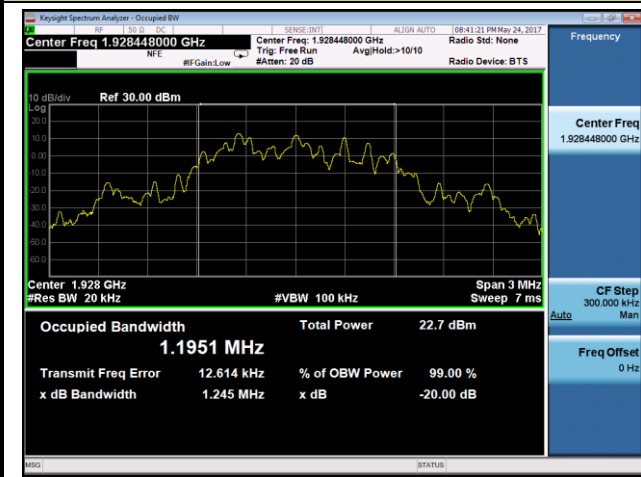 Keysight Spectrum Analyzer - Occupied BW
RF 50 Ω DC SENSE:INT ALIGN AUTO 08:41:21 PM May 24, 2017
Center Freq 1.928448000 GHz Center Freq: 1.928448000 GHz Radio Std: None
NFE Trig: Free Run Avg|Hold:>10/10
#IFGain:Low #Atten: 20 dB Radio Device: BTS
10 dB/div Ref 30.00 dBm
Log
20.0
10.0
0.00
-10.0
-20.0
-30.0
-40.0
-50.0
-60.0
Center 1.928 GHz Span 3 MHz
#Res BW 20 kHz #VBW 100 kHz Sweep 7 ms
Occupied Bandwidth Total Power 22.7 dBm
1.1951 MHz
Transmit Freq Error 12.614 kHz % of OBW Power 99.00 %
x dB Bandwidth 1.245 MHz x dB -20.00 dB
MSG STATUS
Frequency
Center Freq
1.928448000 GHz
CF Step
300.000 kHz
Auto Man
Freq Offset
0 Hz